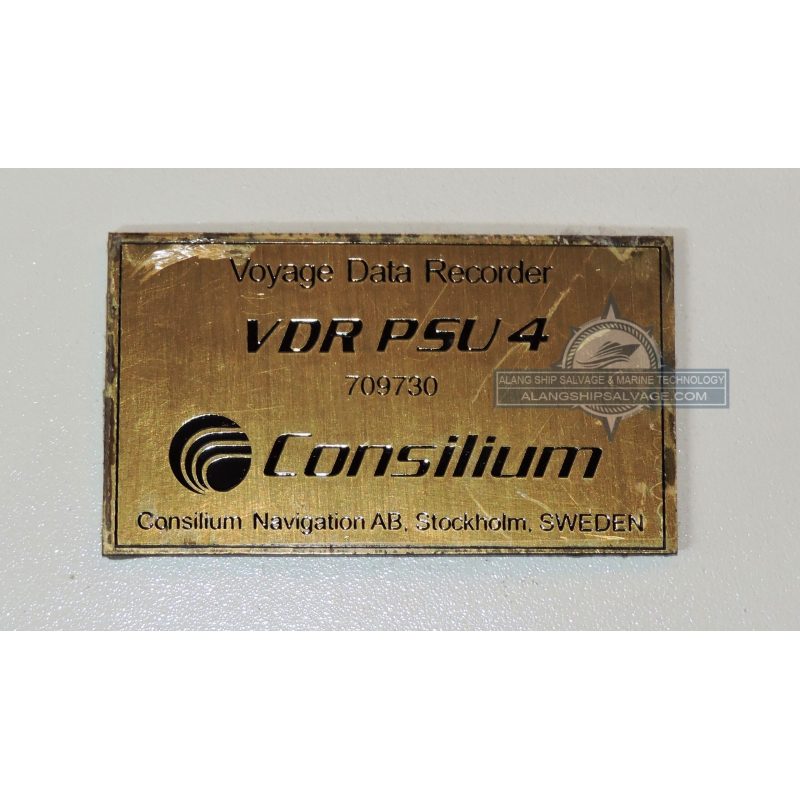 Voyage Data Recorder
VDR PSU 4
709730
Consilium
Consilium Navigation AB, Stockholm, SWEDEN
ALANG SHIP SALVAGE & MARINE TECHNOLOGY
ALANGSHIPSALVAGE.COM